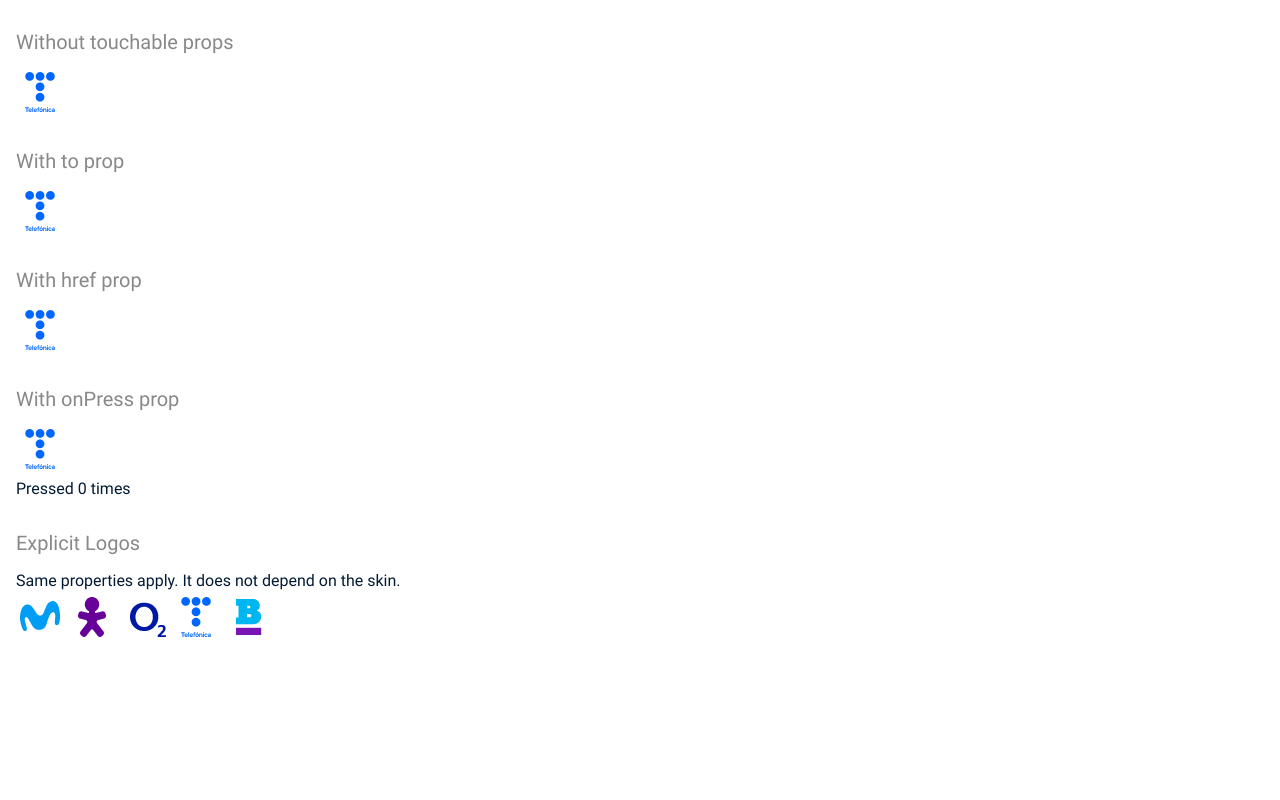 Without touchable props
Telefónica
With to prop
Telefónica
With href prop
Telefónica
With onPress prop
Telefónica
Pressed 0 times
Explicit Logos
Same properties apply. It does not depend on the skin.
O2 Telefónica B